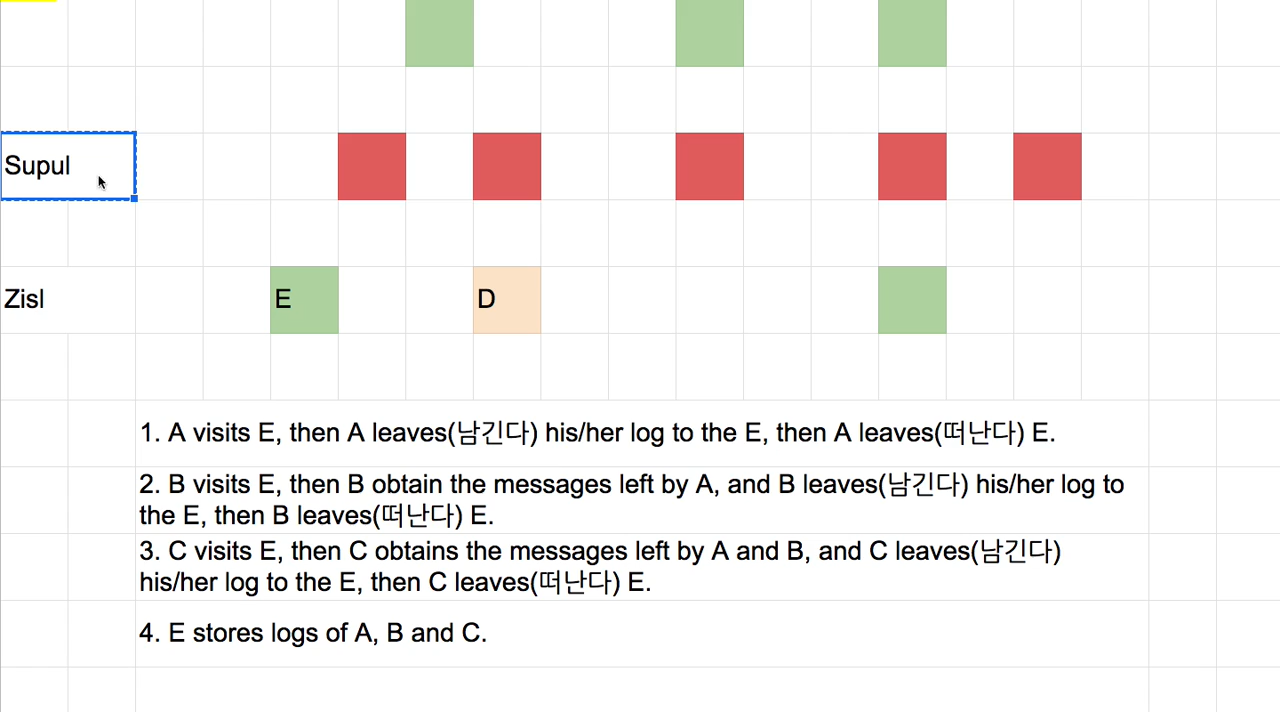 Supul
Zisl
E
D
1. A visits E, then A leaves(남긴다) his/her log to the E, then A leaves(떠난다) E.
2. B visits E, then B obtain the messages left by A, and B leaves(남긴다) his/her log to
the E, then B leaves(떠난다) E.
3. C visits E, then C obtains the messages left by A and B, and C leaves(남긴다)
his/her log to the E, then C leaves(떠난다) E.
4. E stores logs of A, B and C.